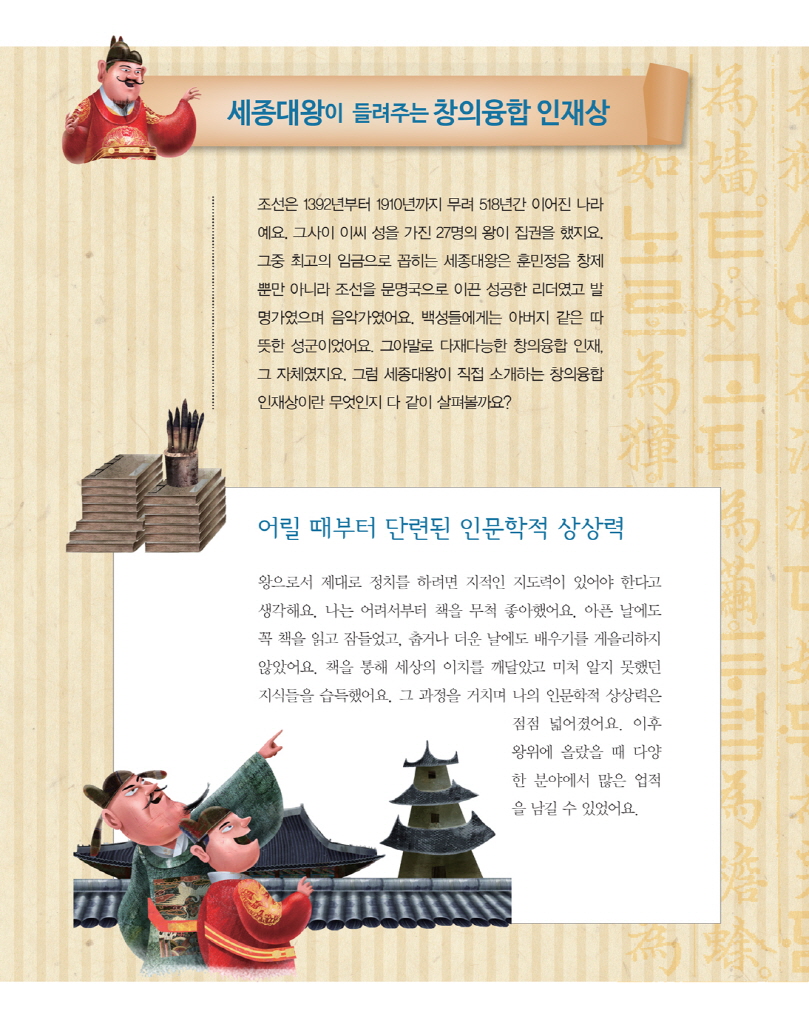 세종대왕이 들려주는 창의융합 인재상
조선은 1392년부터 1910년까지 무려 518년간 이어진 나라
예요. 그사이 이씨 성을 가진 27명의 왕이 집권을 했지요.
그중 최고의 임금으로 꼽히는 세종대왕은 훈민정음 창제
뿐만 아니라 조선을 문명국으로 이끈 성공한 리더였고 발
명가였으며 음악가였어요. 백성들에게는 아버지 같은 따
뜻한 성군이었어요. 그야말로 다재다능한 창의융합 인재,
그 자체였지요. 그럼 세종대왕이 직접 소개하는 창의융합
인재상이란 무엇인지 다 같이 살펴볼까요?
어릴 때부터 단련된 인문학적 상상력
왕으로서 제대로 정치를 하려면 지적인 지도력이 있어야 한다고
생각해요. 나는 어려서부터 책을 무척 좋아했어요. 아픈 날에도
꼭 책을 읽고 잠들었고, 춥거나 더운 날에도 배우기를 게을리하지
않았어요. 책을 통해 세상의 이치를 깨달았고 미처 알지 못했던
지식들을 습득했어요. 그 과정을 거치며 나의 인문학적 상상력은
점점 넓어졌어요. 이후
왕위에 올랐을 때 다양
한 분야에서 많은 업적
을 남길 수 있었어요.